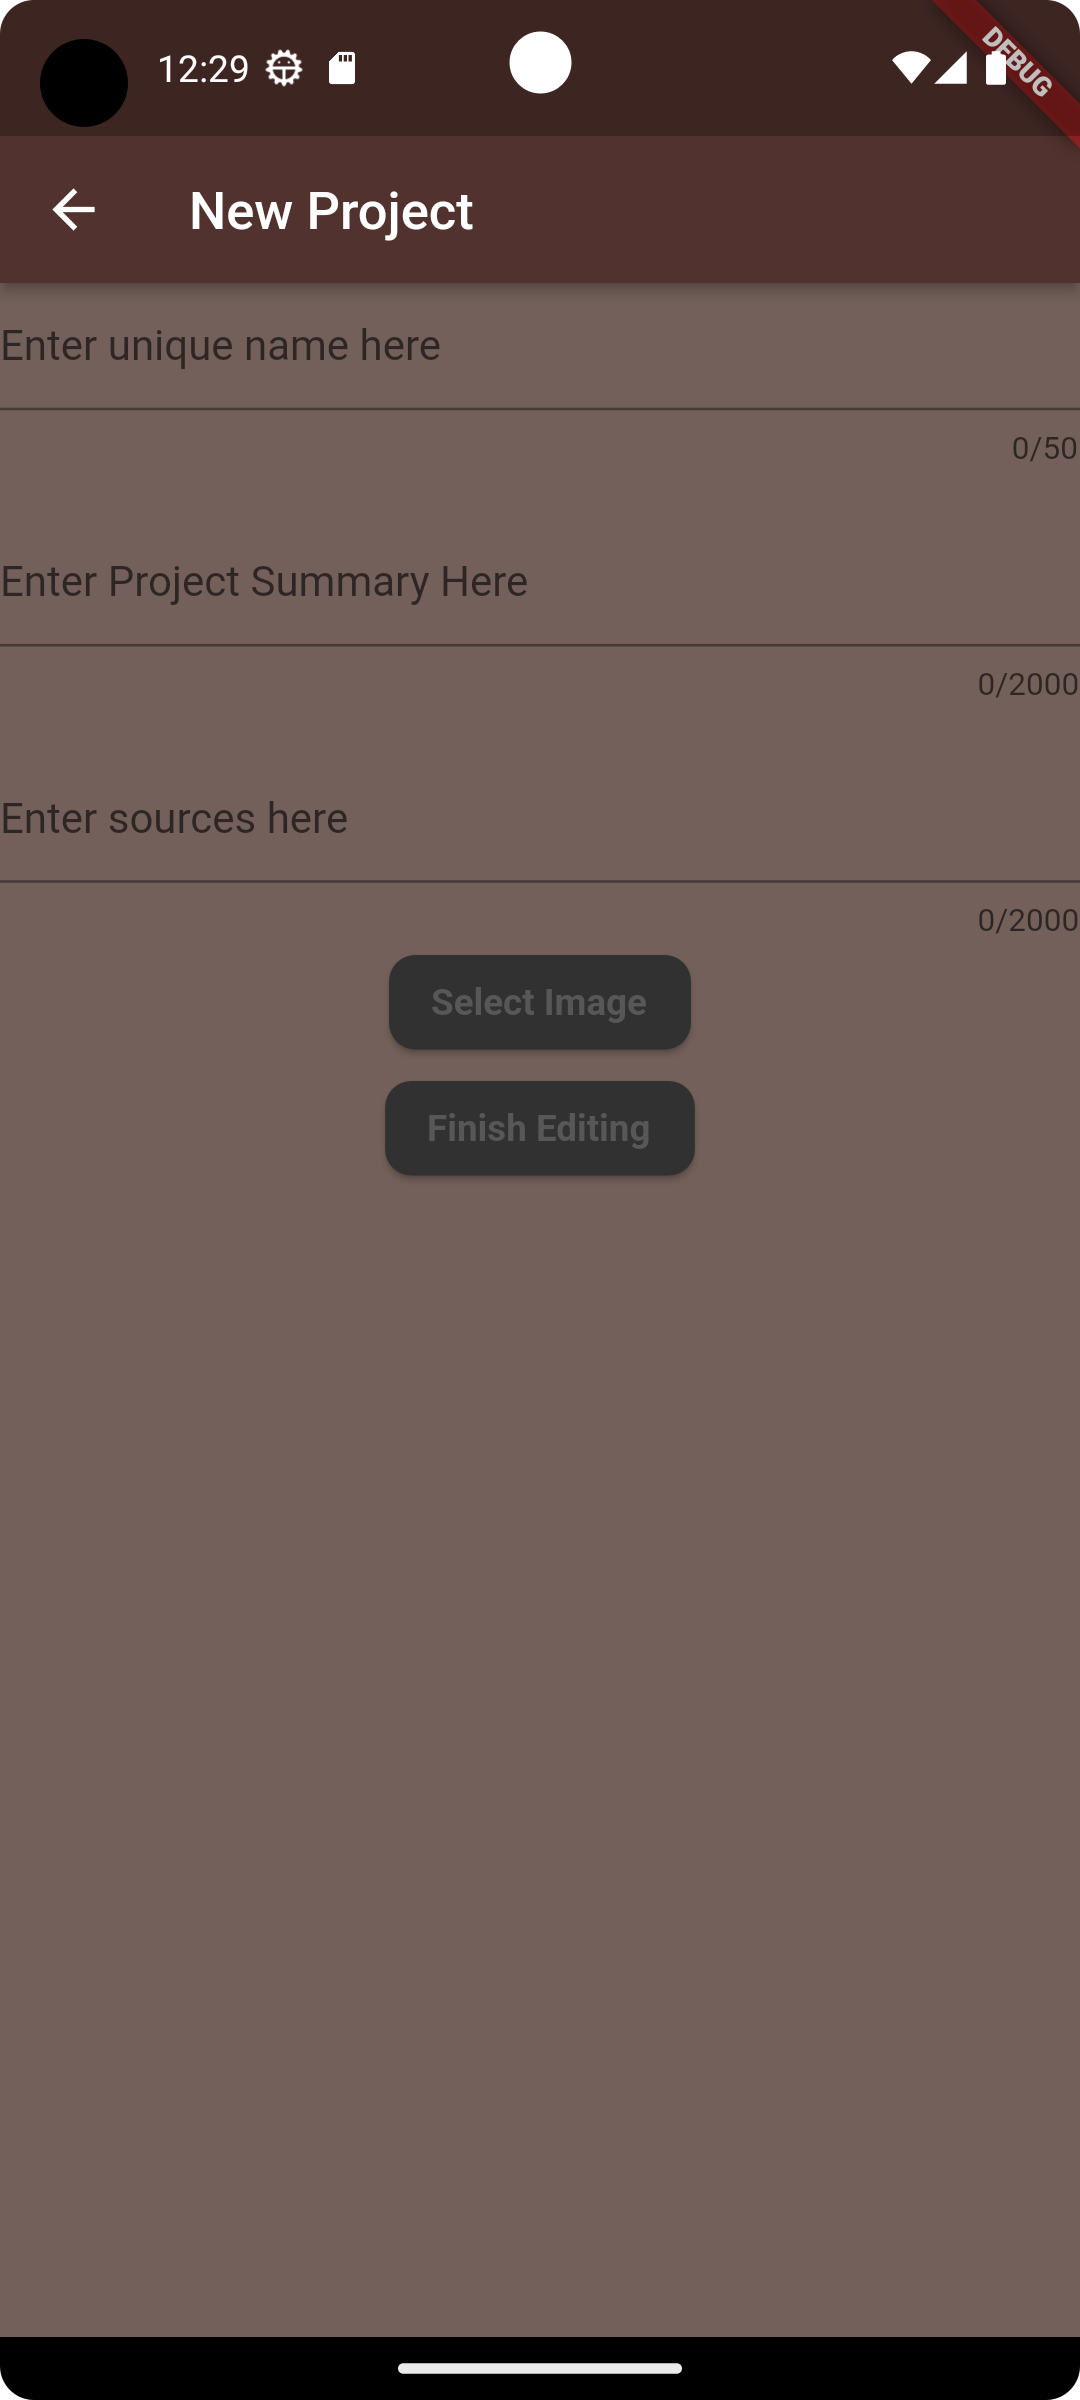 12:29
DEBUG
New Project
Enter unique name here
0/50
Enter Project Summary Here
0/2000
Enter sources here
0/2000
Select Image
Finish Editing